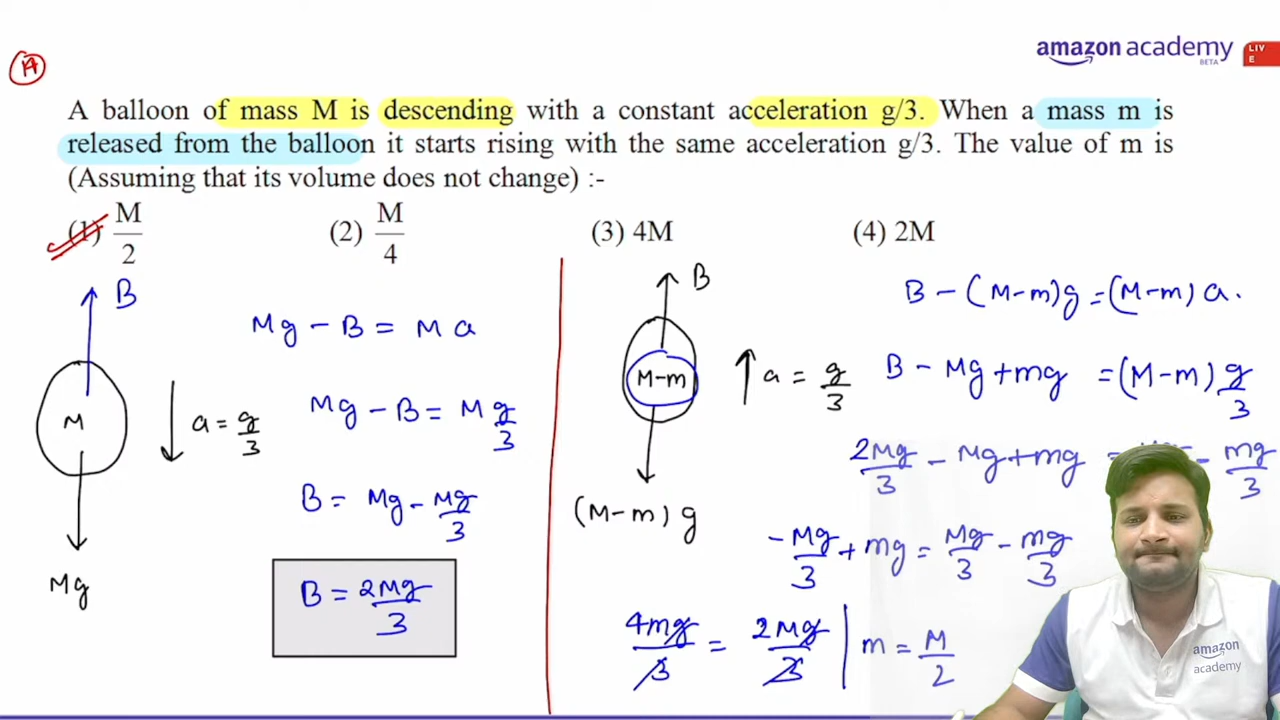 amazon academy
BETA
LIV
E
14
A balloon of mass M is descending with a constant acceleration g/3. When a mass m is
released from the balloon it starts rising with the same acceleration g/3. The value of m is
(Assuming that its volume does not change) :-
(1) M/2 (2) M/4 (3) 4M (4) 2M
B
Mg - B = Ma
M
a = g/3
Mg - B = Mg/3
B = Mg - Mg/3
Mg
B = 2Mg/3
B
B - (M-m)g = (M-m) a.
M-m
a = g/3
B - Mg + mg = (M-m) g/3
(M-m) g
2Mg/3 - Mg + mg = - mg/3
-Mg/3 + mg = Mg/3 - mg/3
4mg/3 = 2Mg/3 | m = M/2
amazon
academy